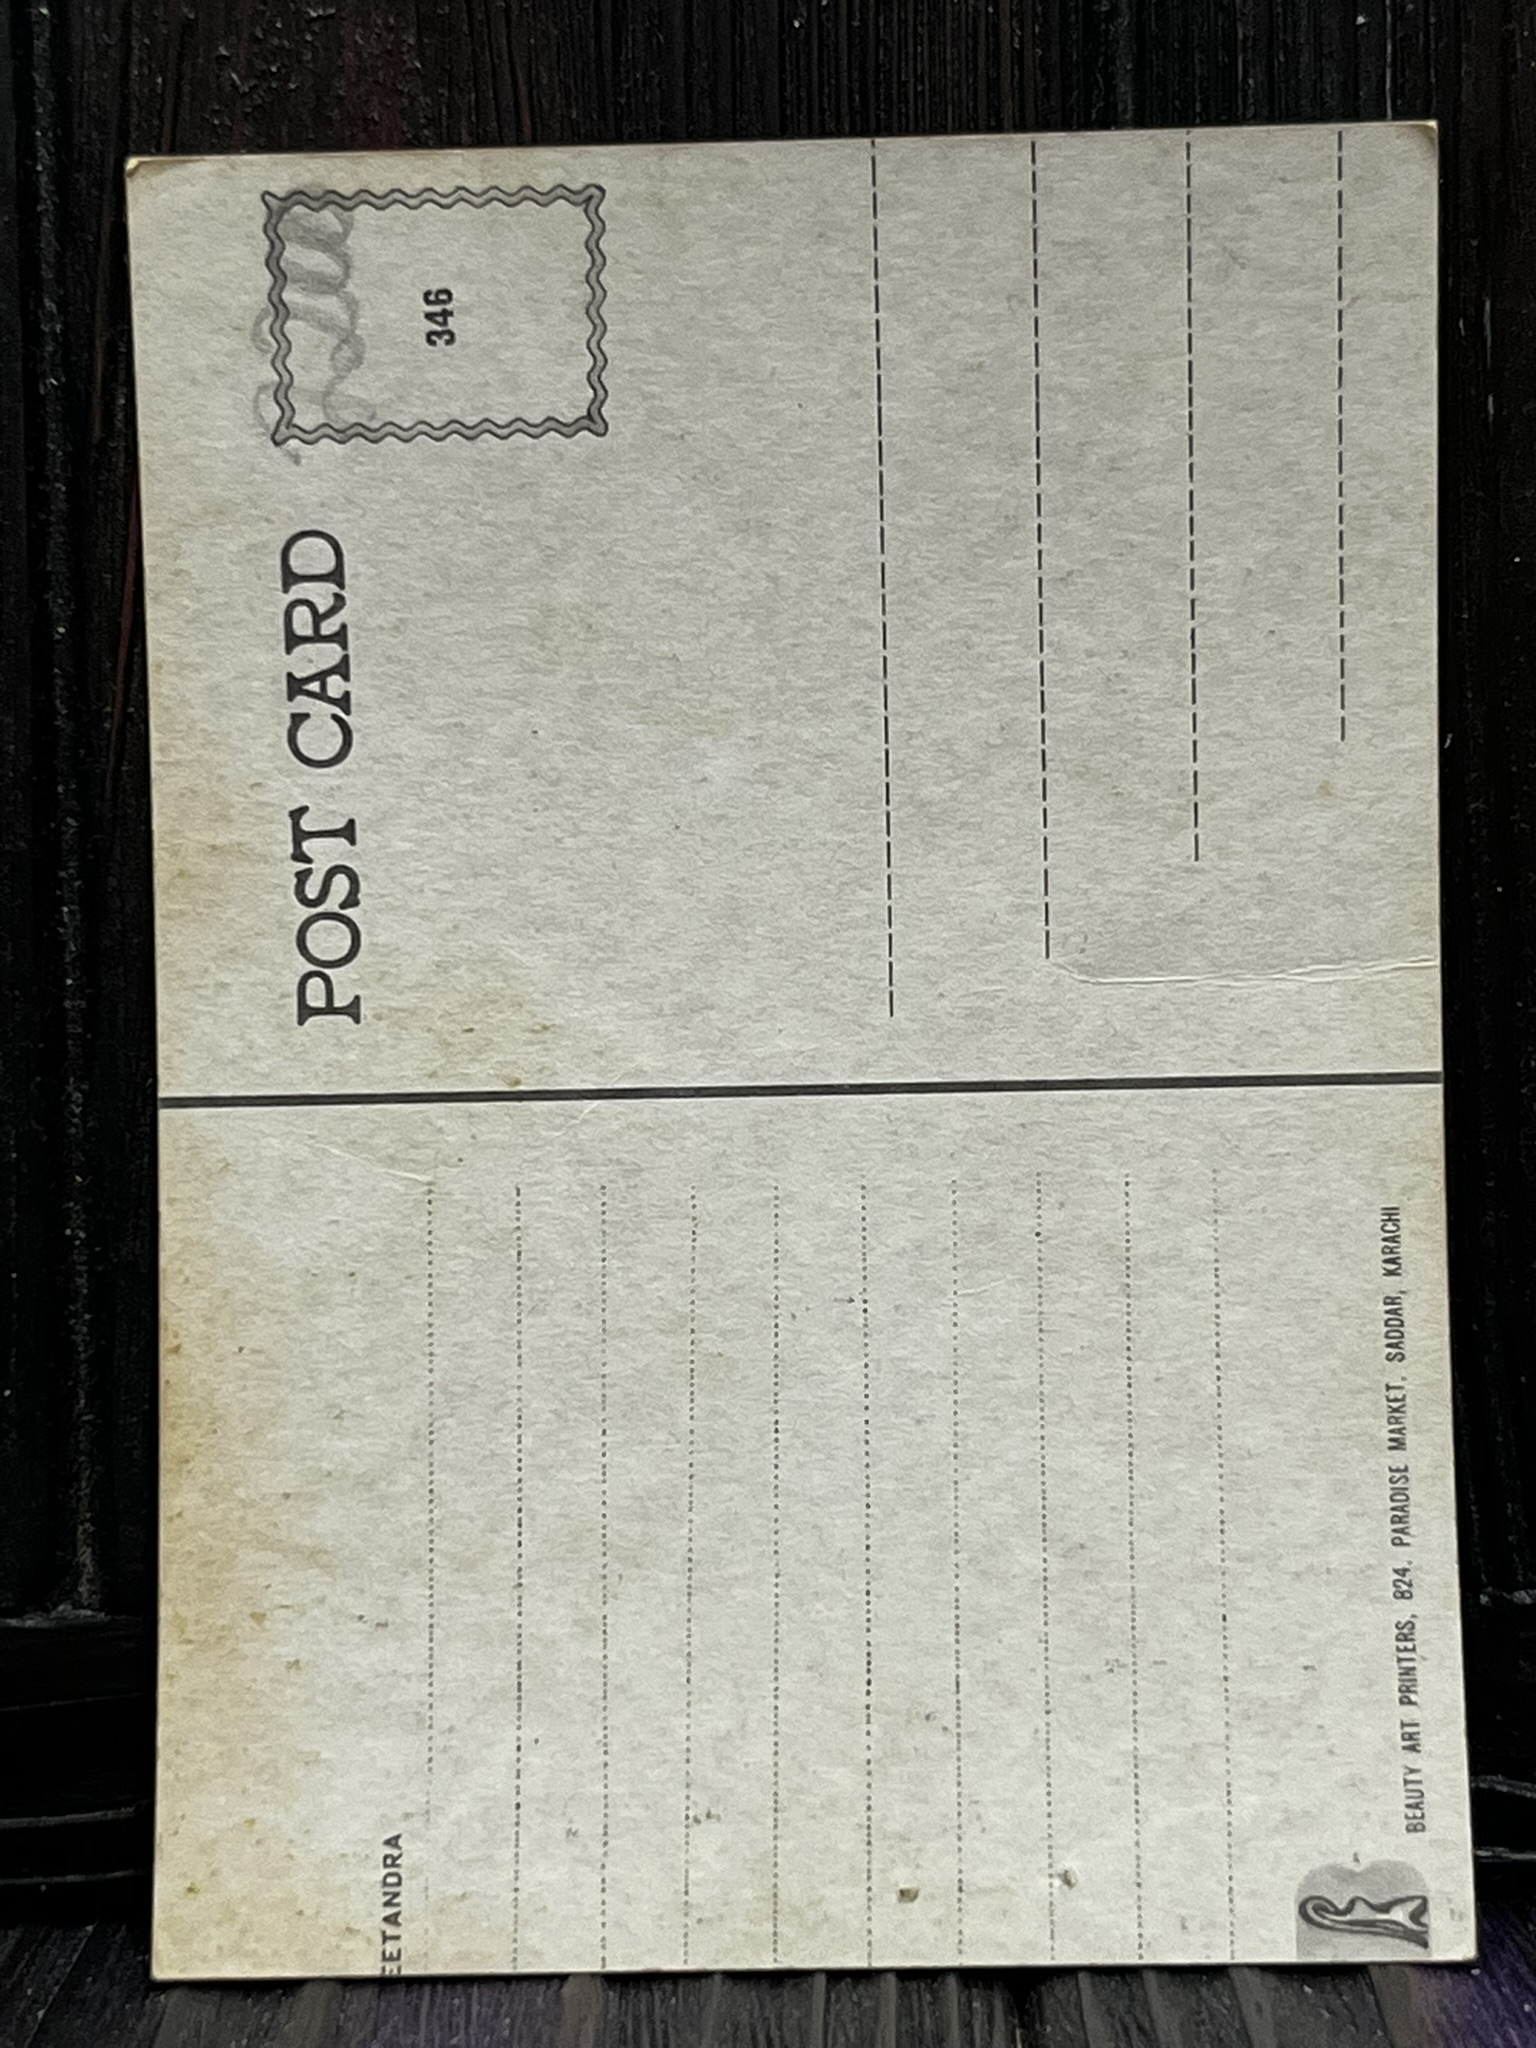 POST CARD
346
EETANDRA
BEAUTY ART PRINTERS, 824, PARADISE MARKET, SADDAR, KARACHI